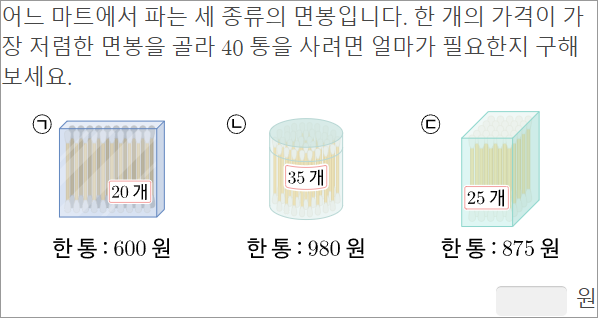 어느 마트에서 파는 세 종류의 면봉입니다. 한 개의 가격이 가
장 저렴한 면봉을 골라 40 통을 사려면 얼마가 필요한지 구해
보세요.
㉠ ㉡ ㉢
20 개 35 개 25 개
한 통 : 600 원 한 통 : 980 원 한 통 : 875 원
원